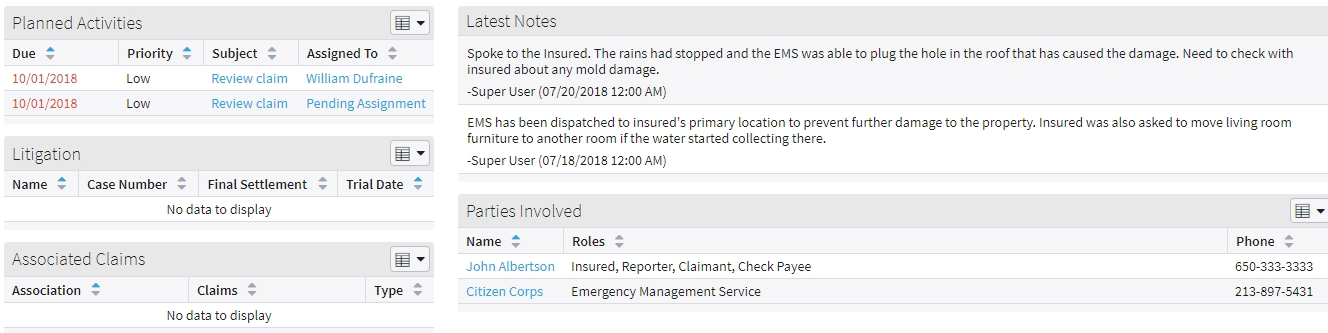 Planned Activities
Due Priority Subject Assigned To
10/01/2018 Low Review claim William Dufraine
10/01/2018 Low Review claim Pending Assignment
Litigation
Name Case Number Final Settlement Trial Date
No data to display
Associated Claims
Association Claims Type
No data to display
Latest Notes
Spoke to the Insured. The rains had stopped and the EMS was able to plug the hole in the roof that has caused the damage. Need to check with
insured about any mold damage.
-Super User (07/20/2018 12:00 AM)
EMS has been dispatched to insured's primary location to prevent further damage to the property. Insured was also asked to move living room
furniture to another room if the water started collecting there.
-Super User (07/18/2018 12:00 AM)
Parties Involved
Name Roles Phone
John Albertson Insured, Reporter, Claimant, Check Payee 650-333-3333
Citizen Corps Emergency Management Service 213-897-5431